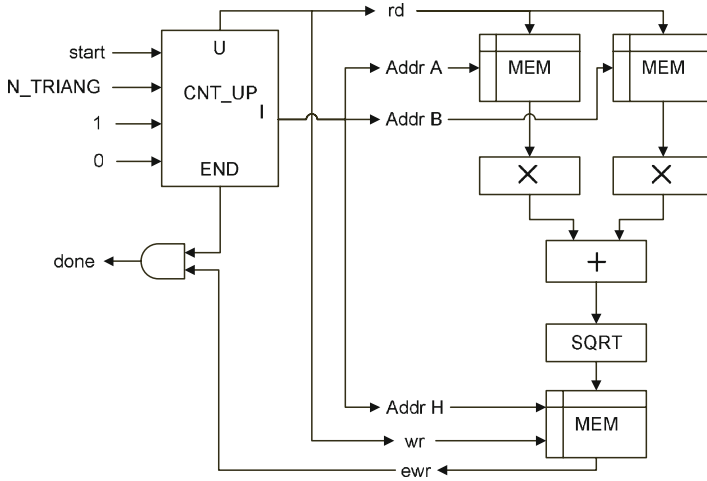 rd
start
U
MEM
MEM
N_TRIANG
CNT_UP
Addr A
I
1
Addr B
0
END
×
×
done
+
SQRT
Addr H
MEM
wr
ewr